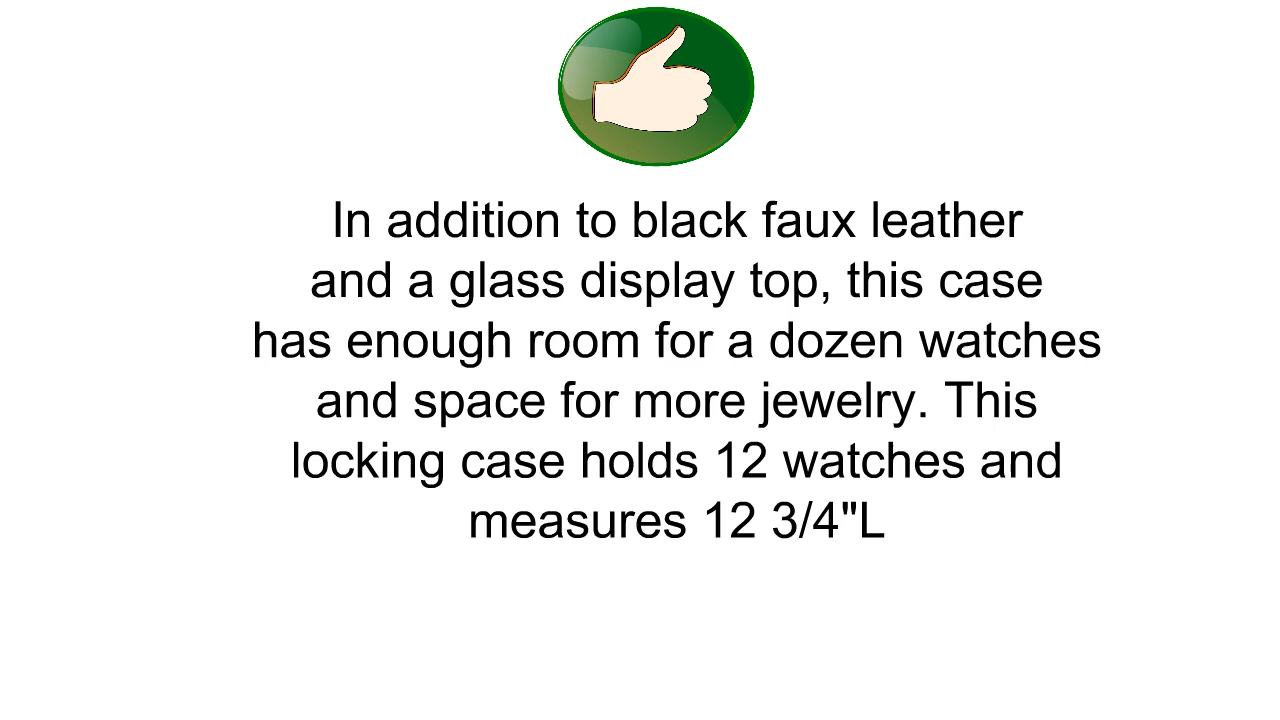 In addition to black faux leather
and a glass display top, this case
has enough room for a dozen watches
and space for more jewelry. This
locking case holds 12 watches and
measures 12 3/4"L